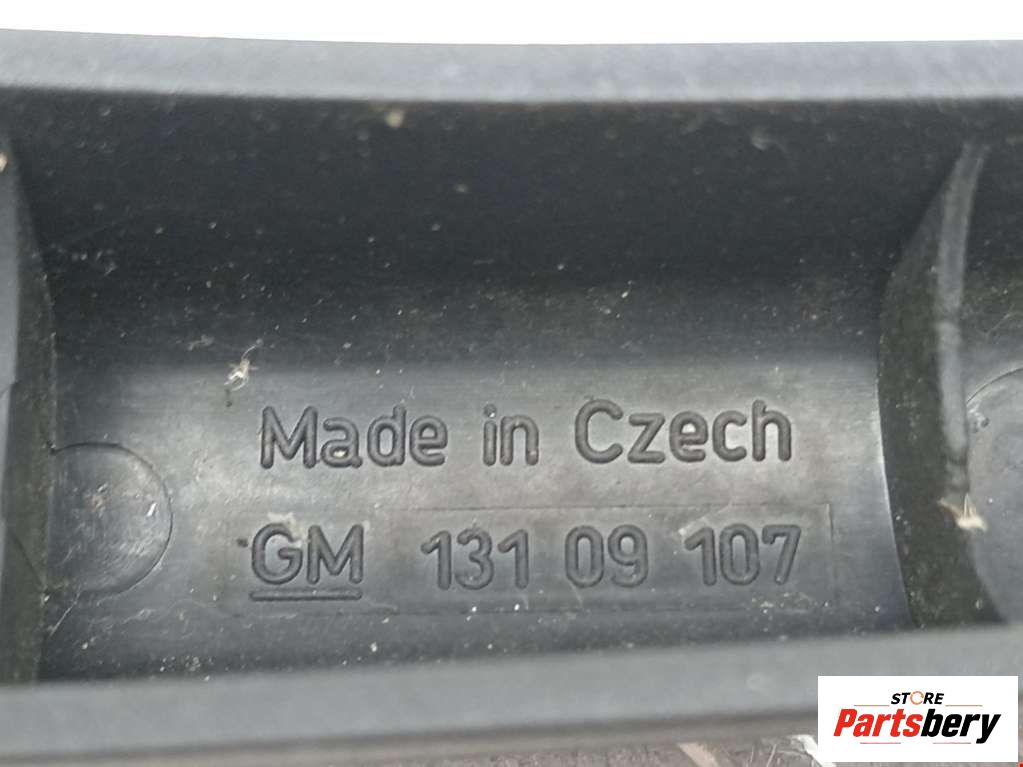 Made in Czech
GM 131 09 107
STORE
Partsbery